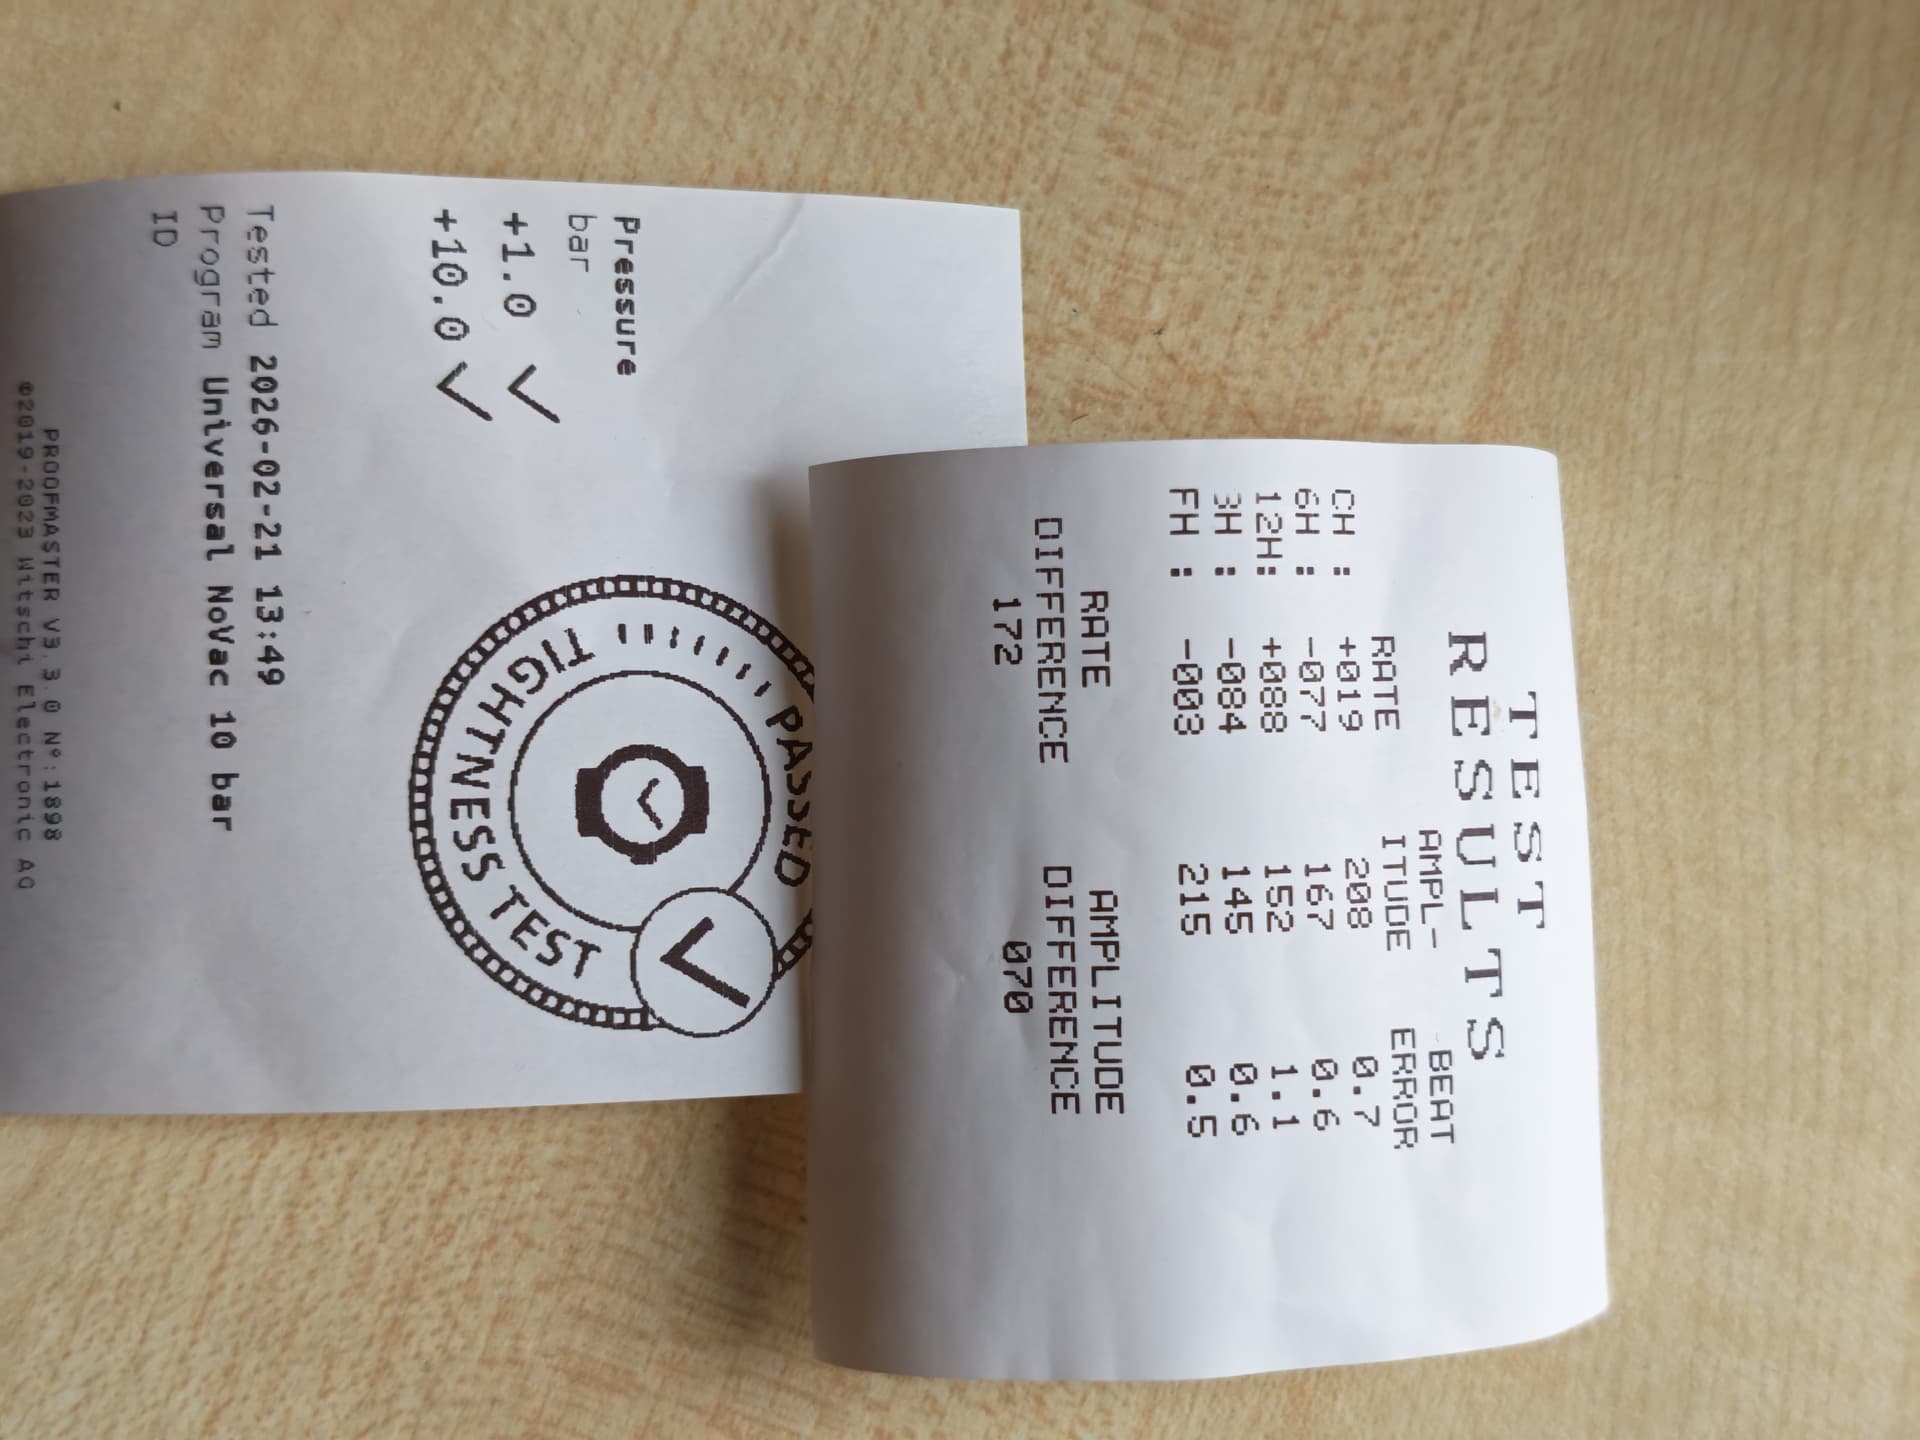 Pressure
bar
+1.0 ✓
+10.0 ✓
PASSED
TIGHTNESS TEST
Tested 2026-02-21 13:49
Program Universal NoVac 10 bar
ID
PROOFMASTER V3.3.0 Nº:1898
©2019-2023 Witschi Electronic AG
TEST
RESULTS
RATE AMPL-ITUDE BEAT ERROR
CH : +019 208 0.7
6H : -077 167 0.6
12H: +088 152 1.1
3H : -084 145 0.6
FH : -003 215 0.5
RATE AMPLITUDE
DIFFERENCE DIFFERENCE
172 070